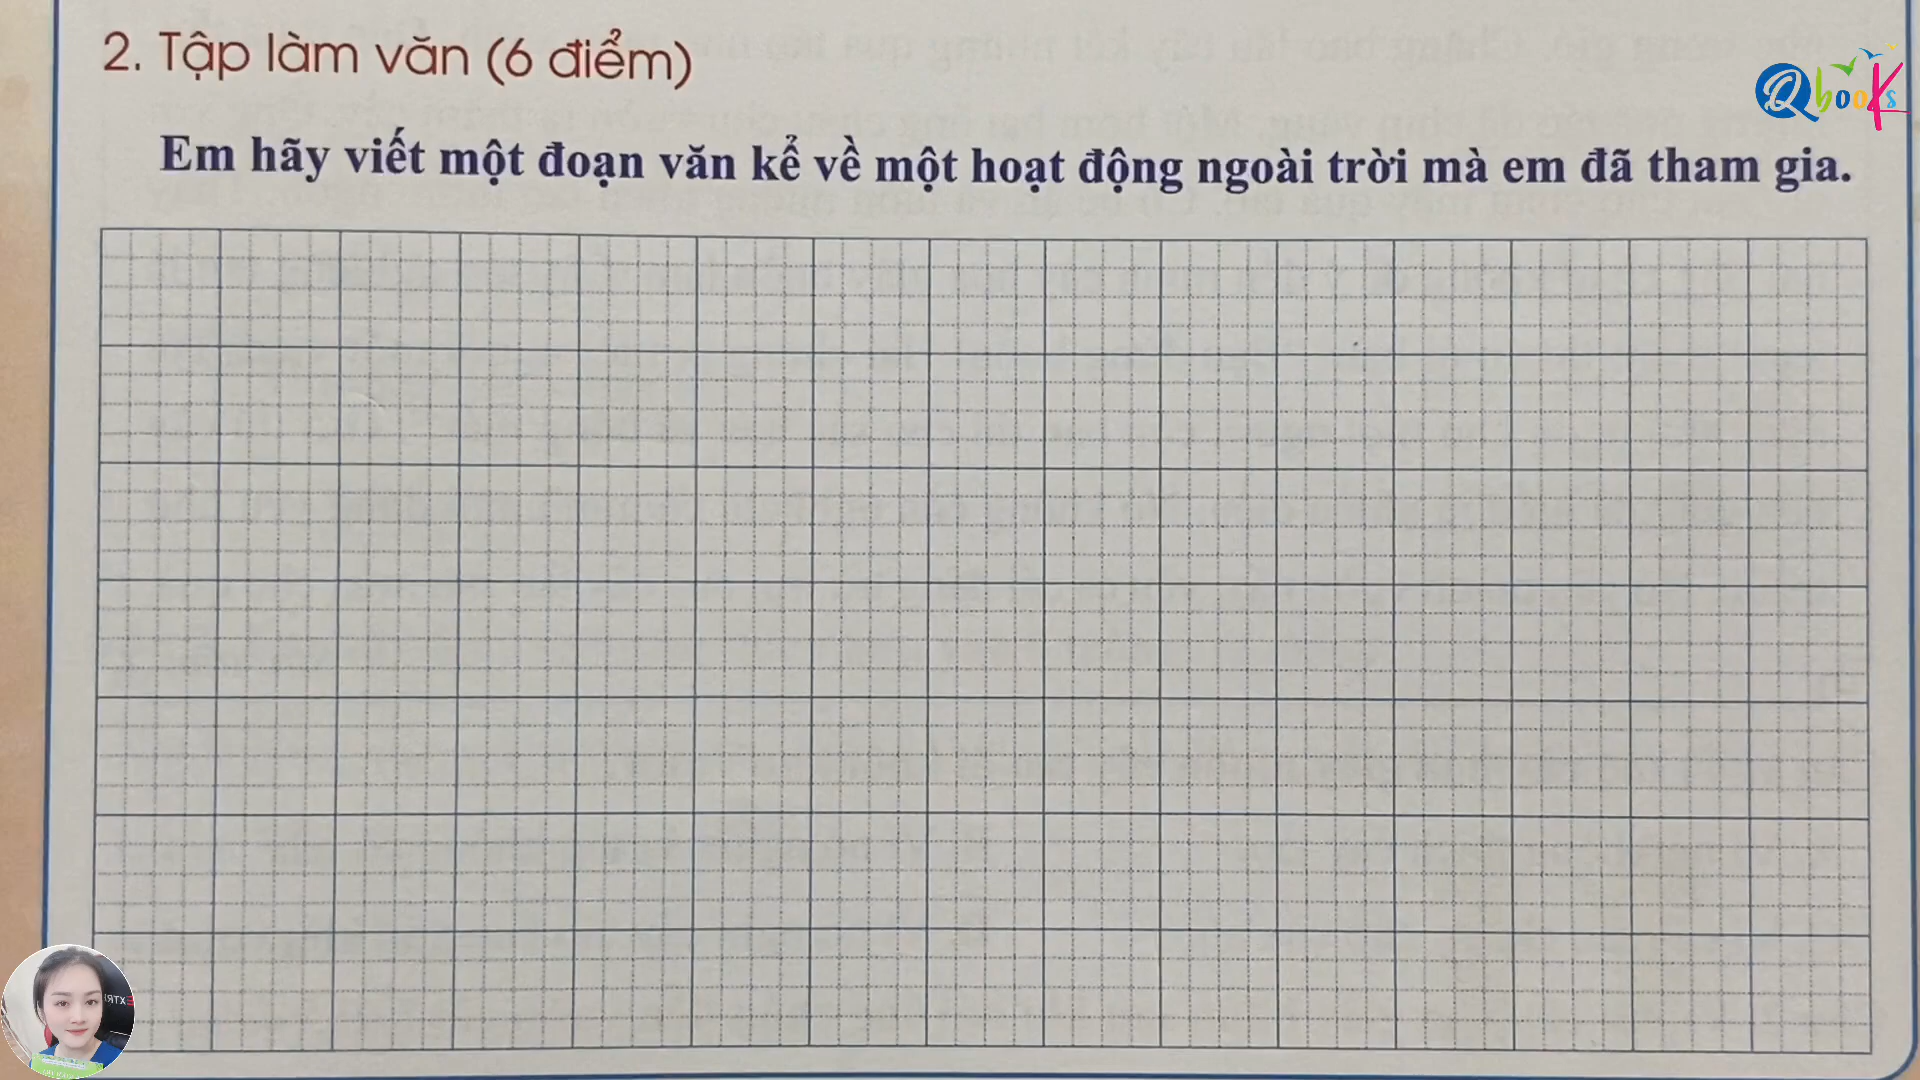 2. Tập làm văn (6 điểm)
Qbooks
Em hãy viết một đoạn văn kể về một hoạt động ngoài trời mà em đã tham gia.